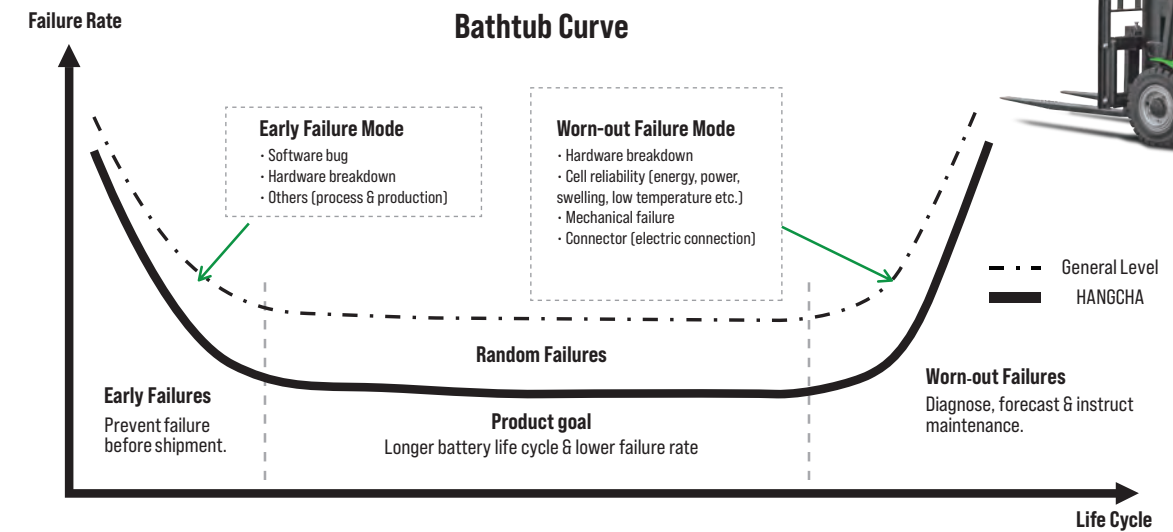 Failure Rate
Bathtub Curve
Early Failure Mode
· Software bug
· Hardware breakdown
· Others (process & production)
Worn-out Failure Mode
· Hardware breakdown
· Cell reliability (energy, power,
swelling, low temperature etc.)
· Mechanical failure
· Connector (electric connection)
General Level
HANGCHA
Random Failures
Early Failures
Prevent failure
before shipment.
Product goal
Longer battery life cycle & lower failure rate
Worn-out Failures
Diagnose, forecast & instruct
maintenance.
Life Cycle